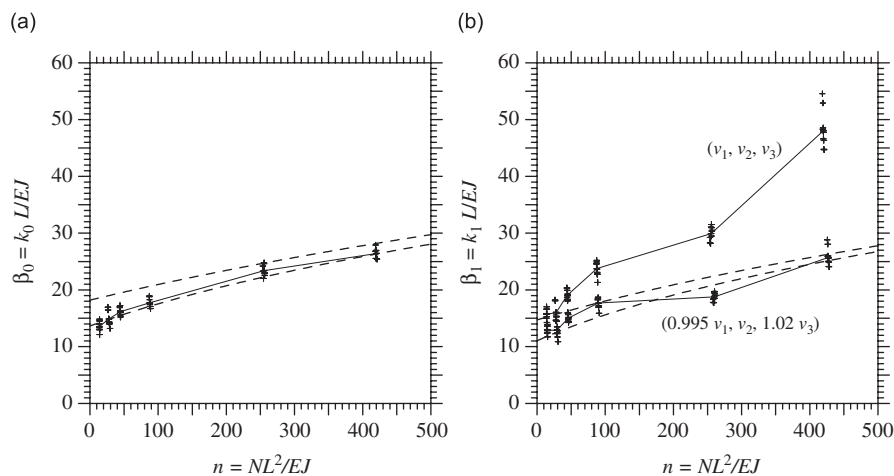 (a)
60
50
40
30
20
10
0
β₀ = k₀ L/EJ
0 100 200 300 400 500
n = NL²/EJ
(b)
60
50
40
30
20
10
0
β₁ = k₁ L/EJ
(v₁, v₂, v₃)
(0.995 v₁, v₂, 1.02 v₃)
0 100 200 300 400 500
n = NL²/EJ